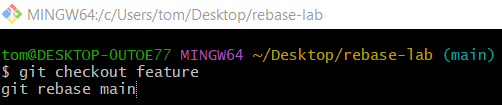 MINGW64:/c/Users/tom/Desktop/rebase-lab
tom@DESKTOP-OUTOE77 MINGW64 ~/Desktop/rebase-lab (main)
$ git checkout feature
git rebase main